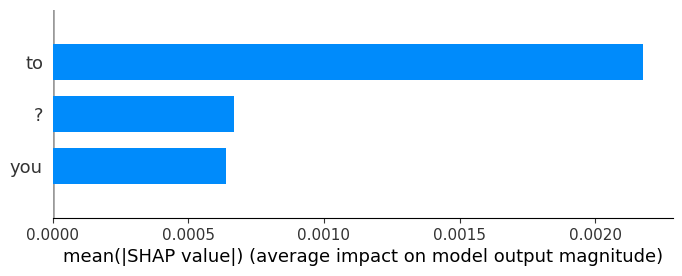 to
?
you
0.0000 0.0005 0.0010 0.0015 0.0020
mean(|SHAP value|) (average impact on model output magnitude)